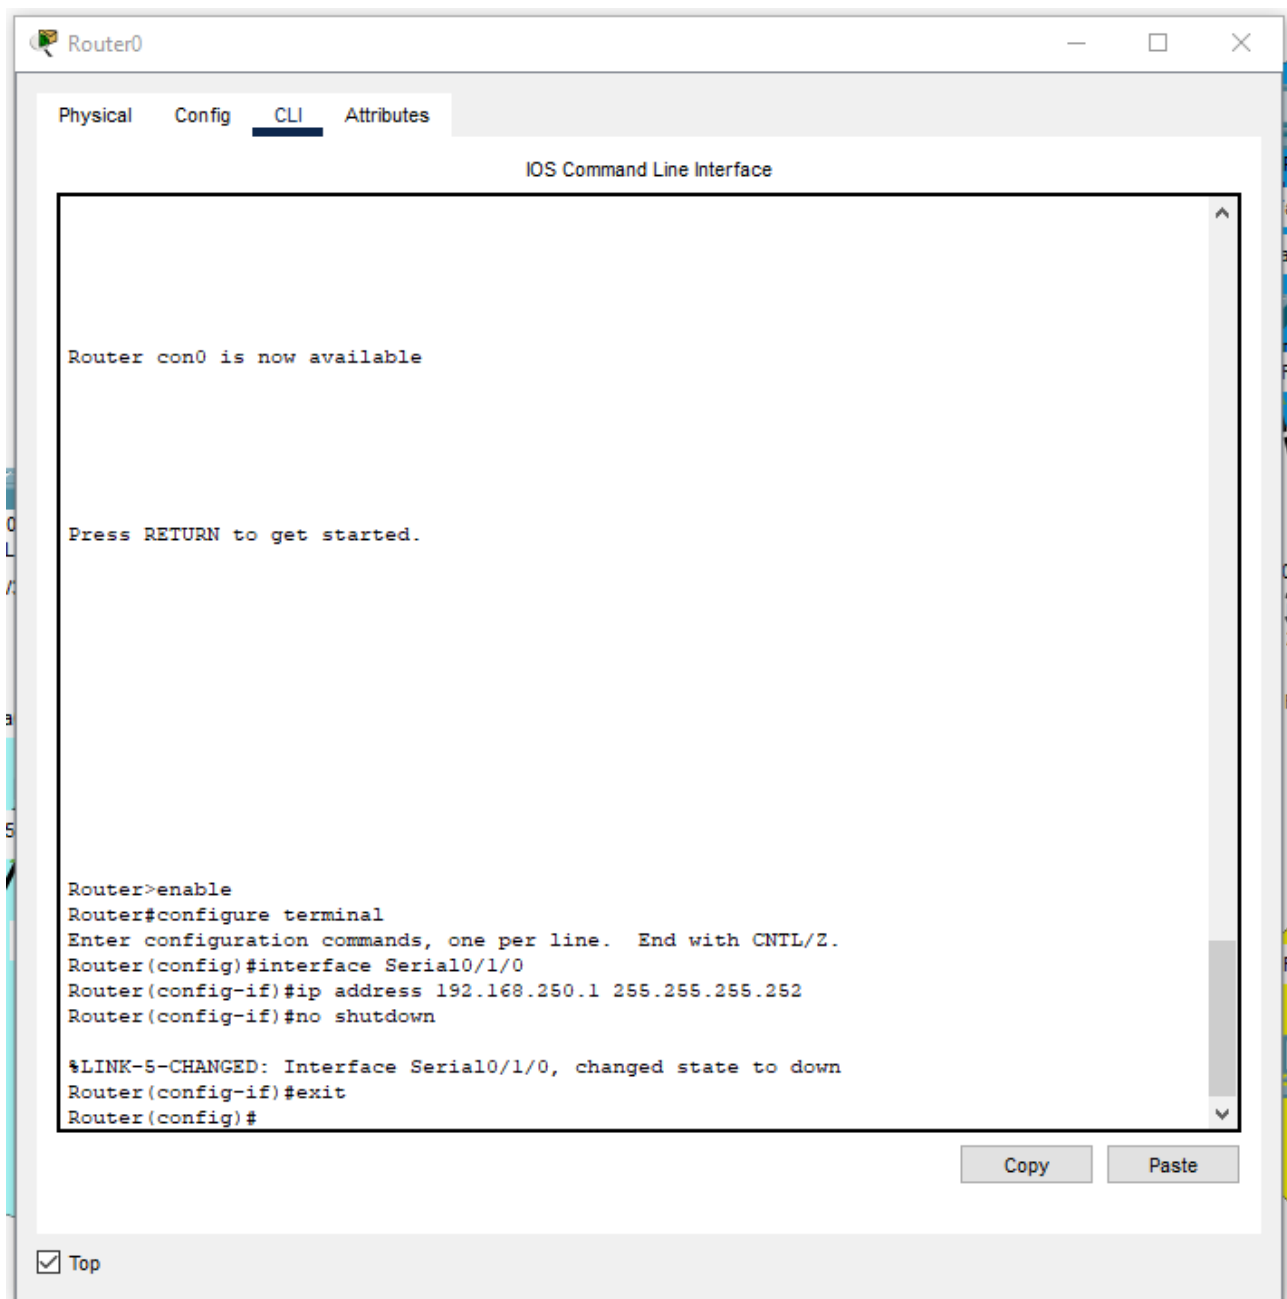 Router0
Physical Config CLI Attributes
IOS Command Line Interface
Router con0 is now available
Press RETURN to get started.
Router>enable
Router#configure terminal
Enter configuration commands, one per line.  End with CNTL/Z.
Router(config)#interface Serial0/1/0
Router(config-if)#ip address 192.168.250.1 255.255.255.252
Router(config-if)#no shutdown
%LINK-5-CHANGED: Interface Serial0/1/0, changed state to down
Router(config-if)#exit
Router(config)#
Copy Paste
Top